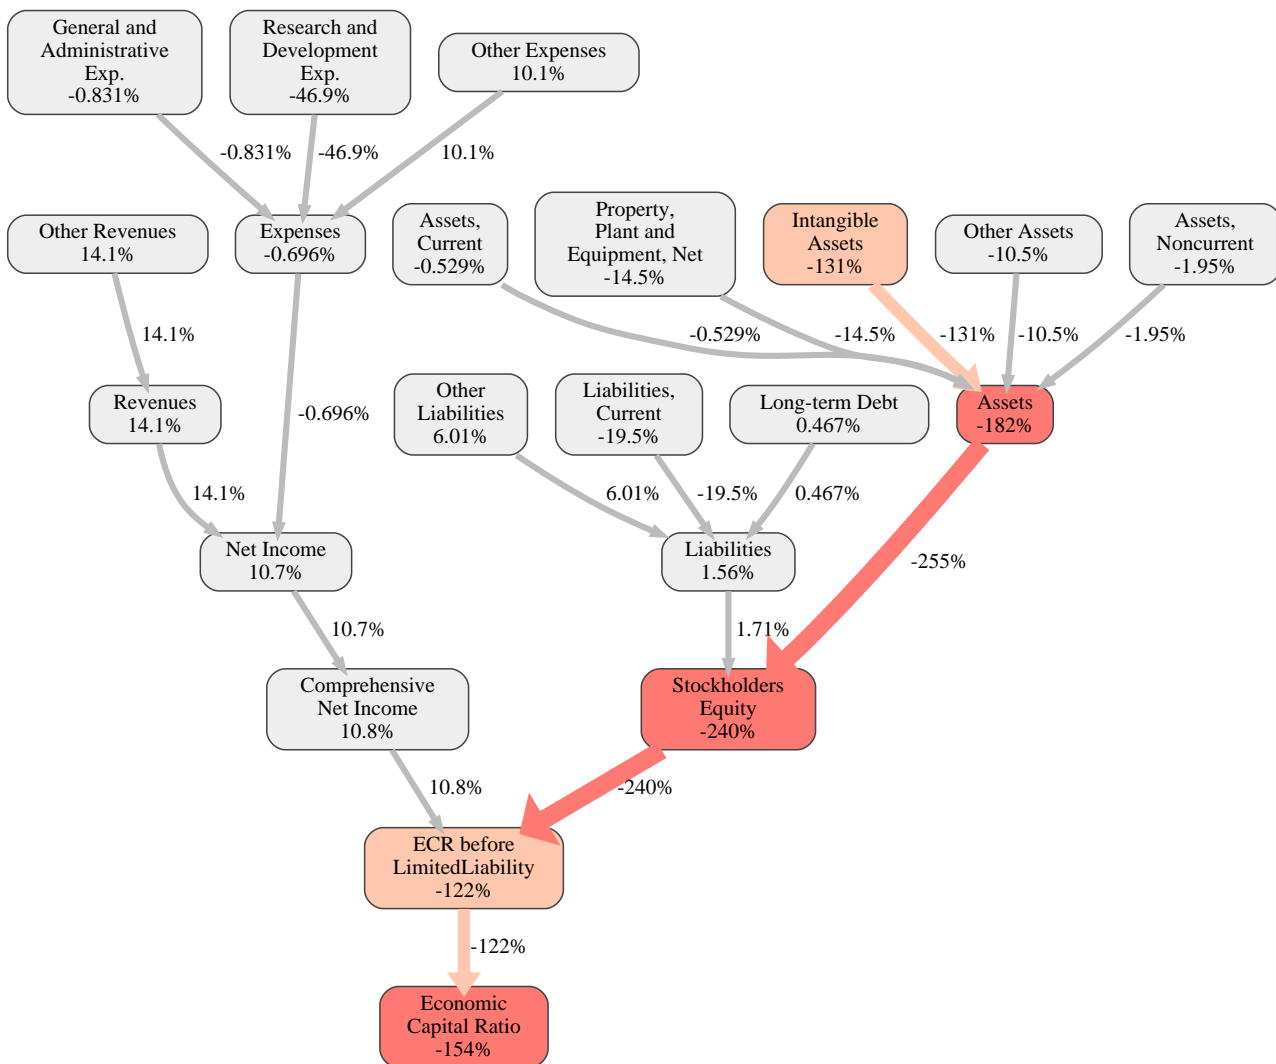 General and
Administrative
Exp.
-0.831%
Research and
Development
Exp.
-46.9%
Other Expenses
10.1%
-0.831%
-46.9%
10.1%
Other Revenues
14.1%
Expenses
-0.696%
Assets,
Current
-0.529%
Property,
Plant and
Equipment, Net
-14.5%
Intangible
Assets
-131%
Other Assets
-10.5%
Assets,
Noncurrent
-1.95%
14.1%
-0.529%
-14.5%
-131%
-10.5%
-1.95%
Revenues
14.1%
-0.696%
Other
Liabilities
6.01%
Liabilities,
Current
-19.5%
Long-term Debt
0.467%
Assets
-182%
14.1%
6.01%
-19.5%
0.467%
Net Income
10.7%
Liabilities
1.56%
-255%
10.7%
1.71%
Comprehensive
Net Income
10.8%
Stockholders
Equity
-240%
10.8%
-240%
ECR before
LimitedLiability
-122%
-122%
Economic
Capital Ratio
-154%